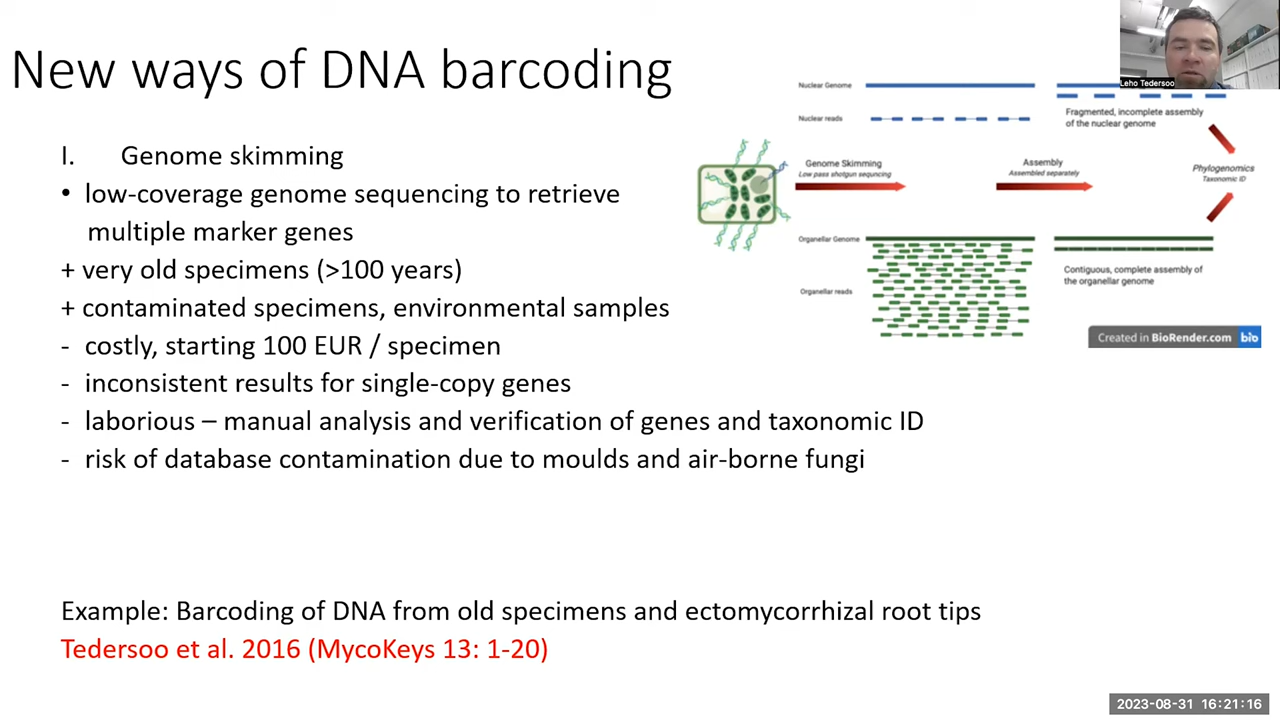 New ways of DNA barcoding
I. Genome skimming
• low-coverage genome sequencing to retrieve
multiple marker genes
+ very old specimens (>100 years)
+ contaminated specimens, environmental samples
- costly, starting 100 EUR / specimen
- inconsistent results for single-copy genes
- laborious – manual analysis and verification of genes and taxonomic ID
- risk of database contamination due to moulds and air-borne fungi
Example: Barcoding of DNA from old specimens and ectomycorrhizal root tips
Tedersoo et al. 2016 (MycoKeys 13: 1-20)
Nuclear Genome
Nuclear reads
Fragmented, incomplete assembly
of the nuclear genome
Genome Skimming
Low pass shotgun sequncing
Assembly
Assembled separately
Phylogenomics
Taxonomic ID
Organellar Genome
Organellar reads
Contiguous, complete assembly of
the organellar genome
Created in BioRender.com bio
Leho Tedersoo
2023-08-31 16:21:16